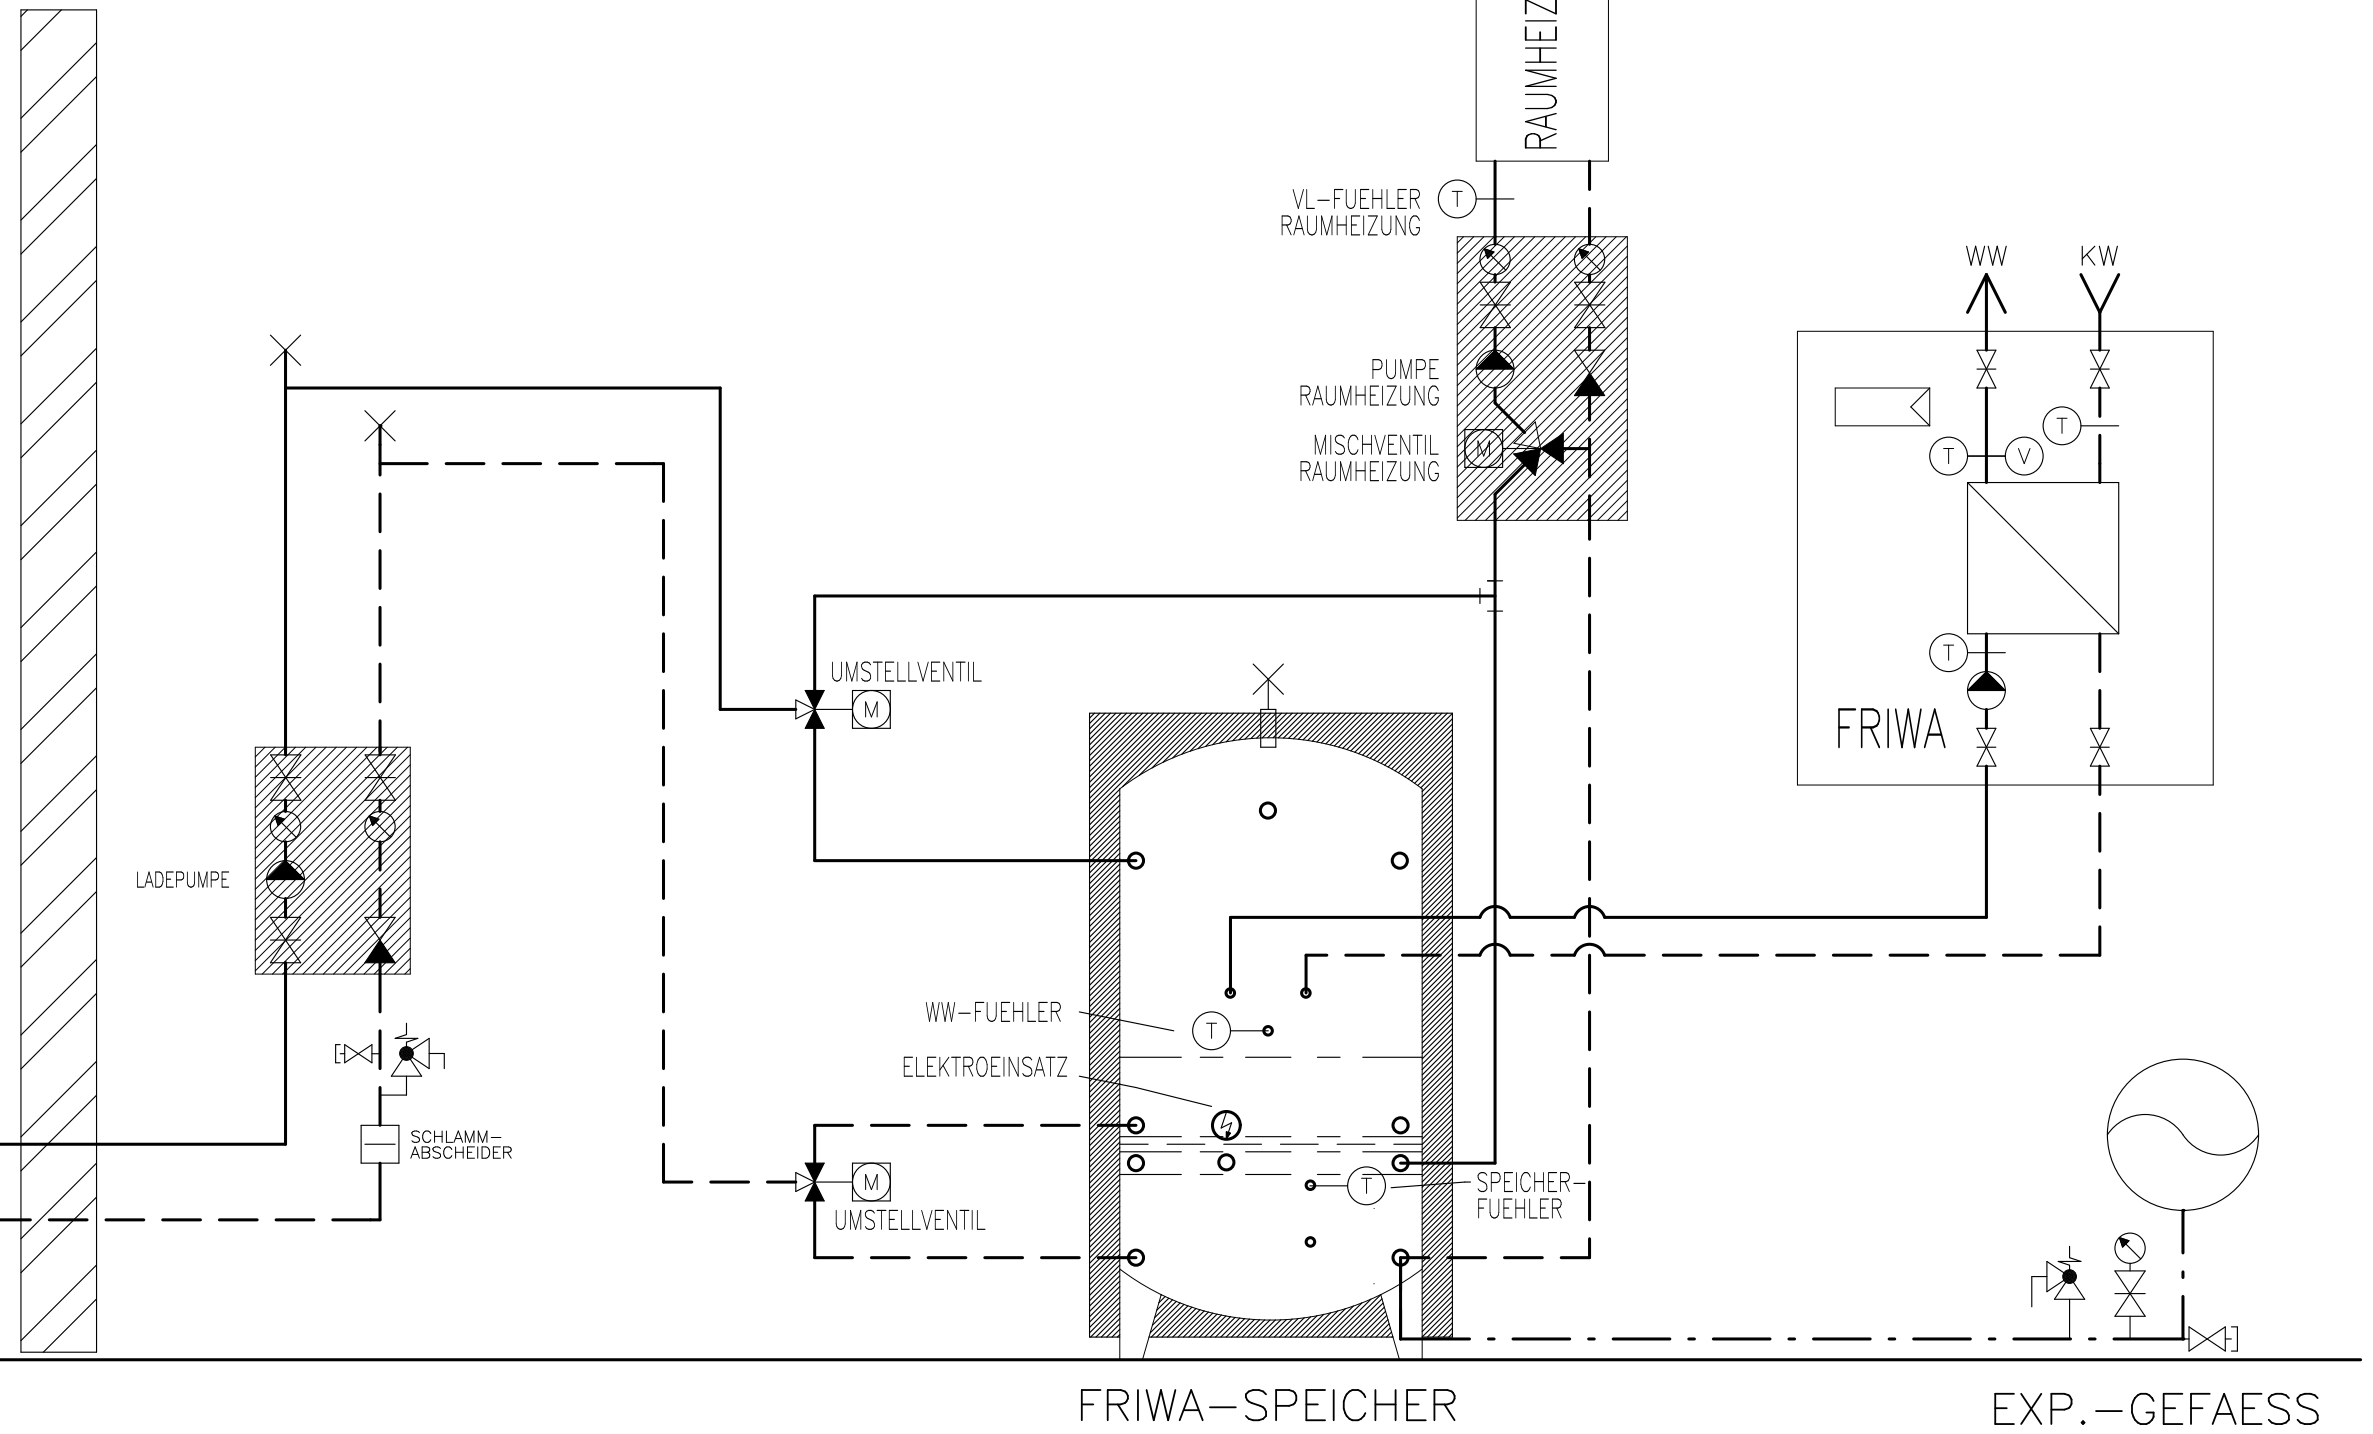 RAUMHEIZ
VL-FUEHLER
RAUMHEIZUNG
T
WW
KW
PUMPE
RAUMHEIZUNG
MISCHVENTIL
RAUMHEIZUNG
M
T
T
V
T
FRIWA
UMSTELLVENTIL
M
LADEPUMPE
WW-FUEHLER
T
ELEKTROEINSATZ
SCHLAMM-
ABSCHEIDER
M
UMSTELLVENTIL
T
SPEICHER-
FUEHLER
FRIWA-SPEICHER
EXP.-GEFAESS